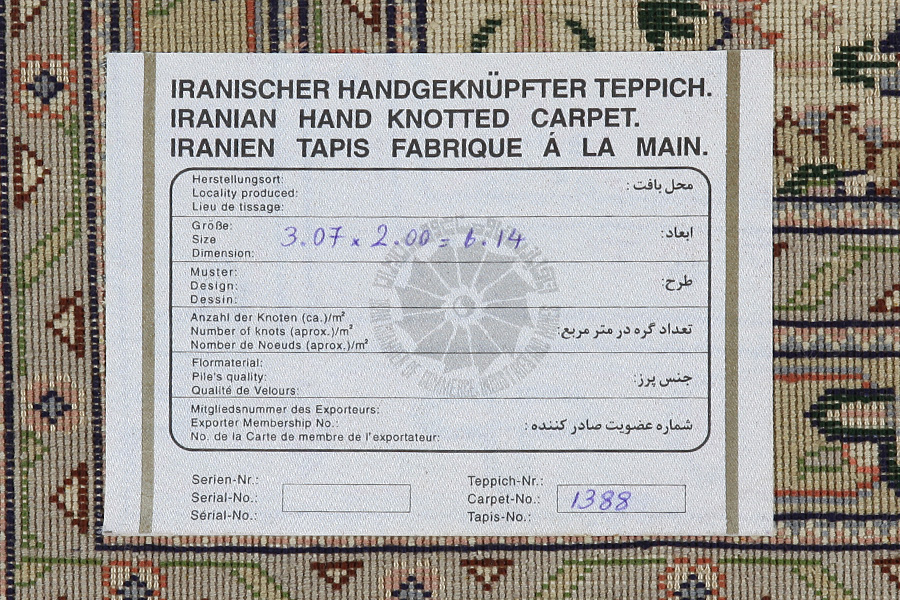 IRANISCHER HANDGEKNÜPFTER TEPPICH.
IRANIAN HAND KNOTTED CARPET.
IRANIEN TAPIS FABRIQUE Á LA MAIN.
Herstellungsort:
Locality produced: محل بافت :
Lieu de tissage:
Größe:
Size 3.07 x 2.00 = 6.14 ابعاد:
Dimension:
Muster:
Design: طرح:
Dessin:
Anzahl der Knoten (ca.)/m²
Number of knots (aprox.)/m² تعداد گره در متر مربع:
Number de Noeuds (aprox.)/m²
Flormaterial:
Pile's quality: جنس پرز:
Qualité de Velours:
Mitgliedsnummer des Exporteurs:
Exporter Membership No.: شماره عضویت صادر کننده :
No. de la Carte de membre de l'exportateur:
Serien-Nr.: Teppich-Nr.:
Serial-No.: Carpet-No.: 1388
Sérial-No.: Tapis-No.: